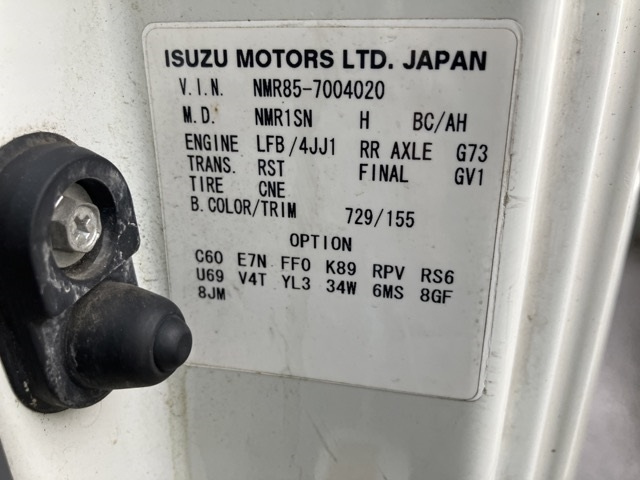 ISUZU MOTORS LTD. JAPAN
V.I.N. NMR85-7004020
M.D. NMR1SN H BC/AH
ENGINE LFB/4JJ1 RR AXLE G73
TRANS. RST FINAL GV1
TIRE CNE
B.COLOR/TRIM 729/155
OPTION
C60 E7N FF0 K89 RPV RS6
U69 V4T YL3 34W 6MS 8GF
8JM